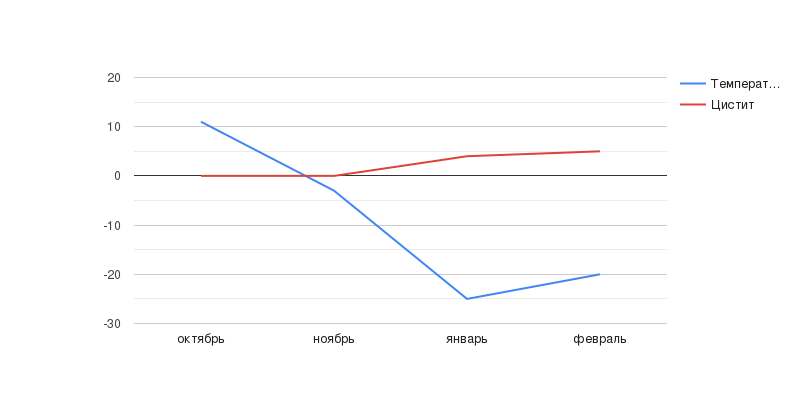 20
10
0
-10
-20
-30
октябрь
ноябрь
январь
февраль
Температ…
Цистит